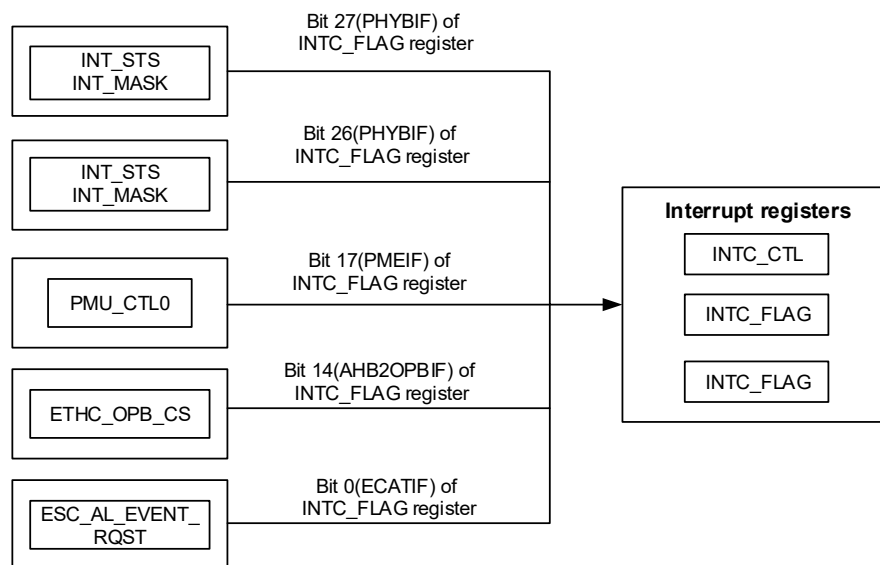 Bit 27(PHYBIF) of
INTC_FLAG register
INT_STS
INT_MASK
Bit 26(PHYBIF) of
INTC_FLAG register
INT_STS
INT_MASK
Interrupt registers
INTC_CTL
INTC_FLAG
INTC_FLAG
Bit 17(PMEIF) of
INTC_FLAG register
PMU_CTL0
Bit 14(AHB2OPBIF) of
INTC_FLAG register
ETHC_OPB_CS
Bit 0(ECATIF) of
INTC_FLAG register
ESC_AL_EVENT_
RQST